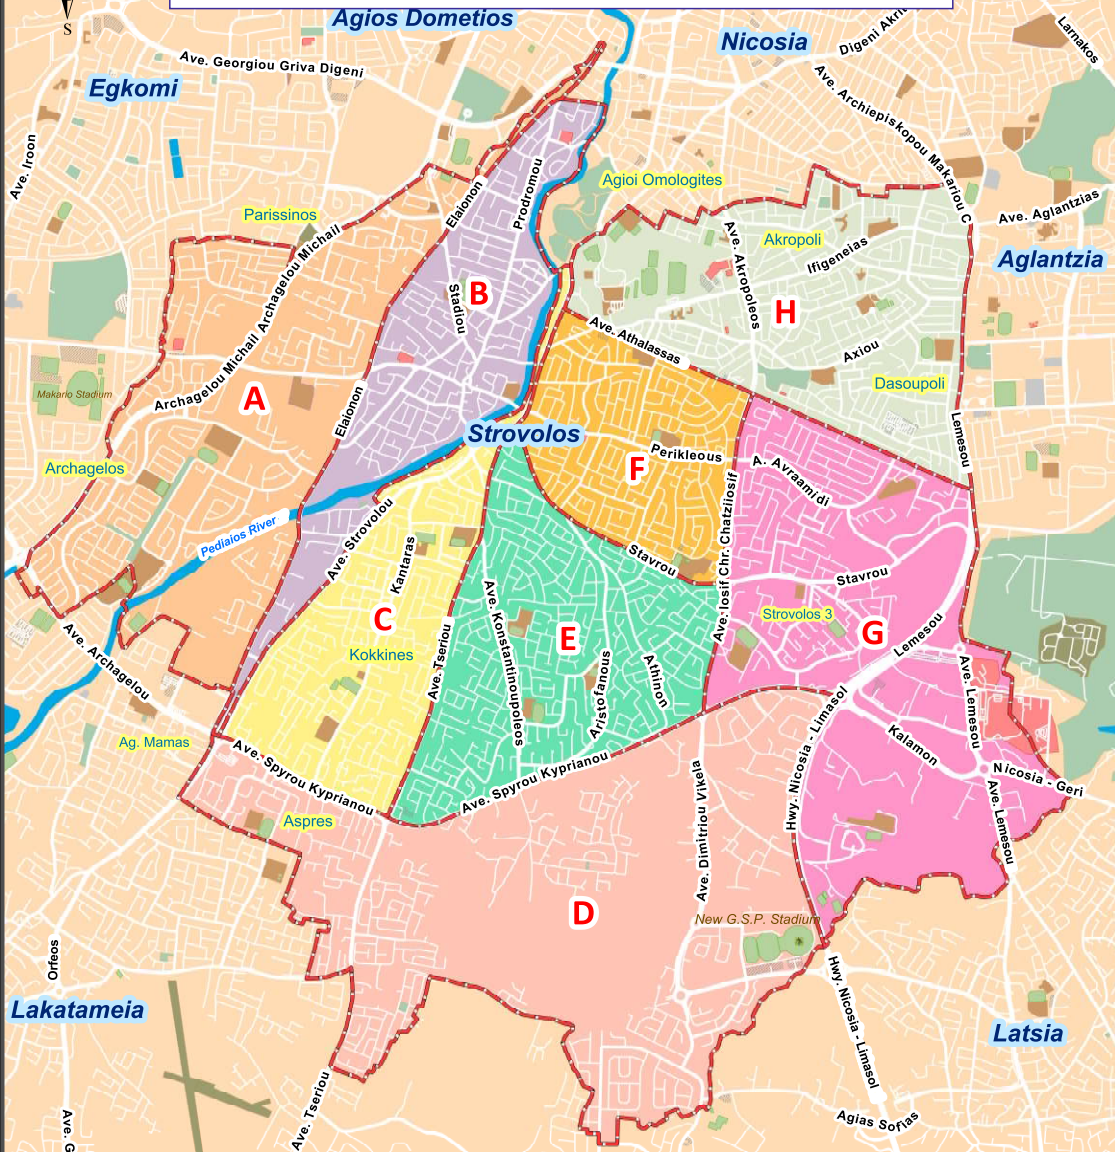 S
Agios Dometios
Nicosia
Digeni Akrit
Larnakos
Ave. Georgiou Griva Digeni
Egkomi
Ave. Archiepiskopou Makariou C
Ave. Iroon
Agioi Omologites
Prodromou
Elaionon
Parissinos
Archagelou Michail
Ave. Aglantzias
Akropoli
Ifigeneias
Ave. Akropoleos
Aglantzia
B
Stadiou
H
Archagelou Michail
Ave. Athalassas
Axiou
Dasoupoli
Makario Stadium
A
Elaionon
Lemesou
Strovolos
Perikleous
F
A. Avraamidi
Archagelos
Pediaios River
Ave. Strovolou
Kantaras
Ave. Iosif Chr. Chatziiosif
Stavrou
Stavrou
C
Strovolos 3
E
G
Lemesou
Ave. Konstantinoupoleos
Kokkines
Ave. Tseriou
Ave. Archagelou
Athinon
Aristofanous
Ave. Lemesou
Ag. Mamas
Kalamon
Hwy. Nicosia - Limasol
Ave. Spyrou Kyprianou
Ave. Spyrou Kyprianou
Nicosia - Geri
Ave. Dimitriou Vikela
Ave. Lemesou
Aspres
D
New G.S.P. Stadium
Orfeos
Lakatameia
Hwy. Nicosia - Limasol
Latsia
Ave. Tseriou
Agias Sofias
Ave. G